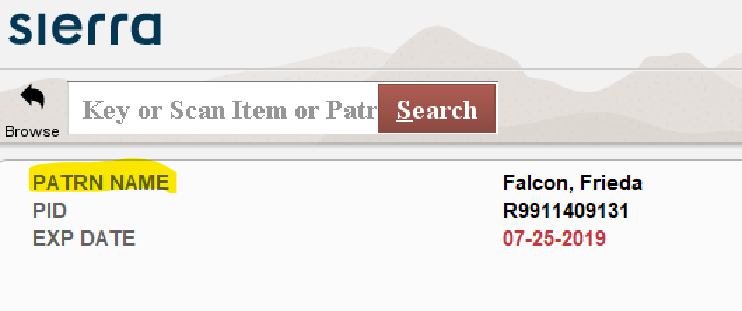 sierra
Key or Scan Item or Patr Search
Browse
PATRN NAME Falcon, Frieda
PID R9911409131
EXP DATE 07-25-2019